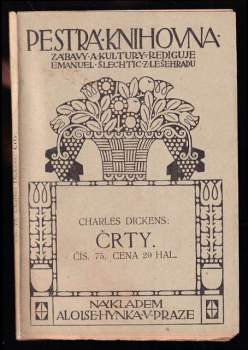 PESTRÁ·KNIHOVNA·
ZÁBAVY·A·KULTURY·REDIGUJE
EMANUEL·ŠLECHTIC·Z·LEŠEHRADU
CHARLES DICKENS:
ČRTY.
ČÍS. 75. CENA 20 HAL.
NÁKLADEM
ALOISE·HYNKA·V·PRAZE